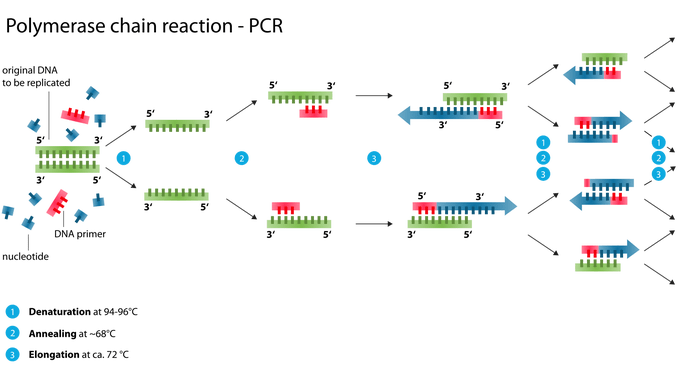 Polymerase chain reaction - PCR
original DNA
to be replicated
5' 3'
3' 5'
DNA primer
nucleotide
1
5' 3'
3' 5'
2
5' 3'
3' 5'
3
5' 3'
3' 5'
5' 3'
3' 5'
1
2
3
1
2
3
1 Denaturation at 94-96°C
2 Annealing at ~68°C
3 Elongation at ca. 72 °C